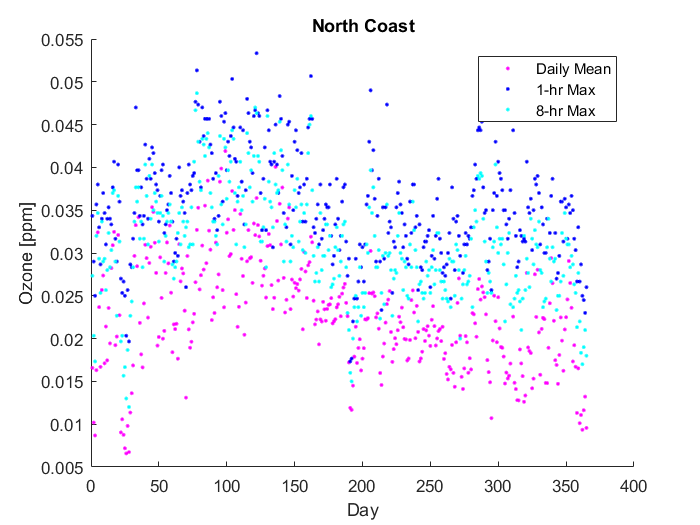 North Coast
0.055
0.05
0.045
0.04
0.035
0.03
0.025
0.02
0.015
0.01
0.005
Ozone [ppm]
Daily Mean
1-hr Max
8-hr Max
0 50 100 150 200 250 300 350 400
Day